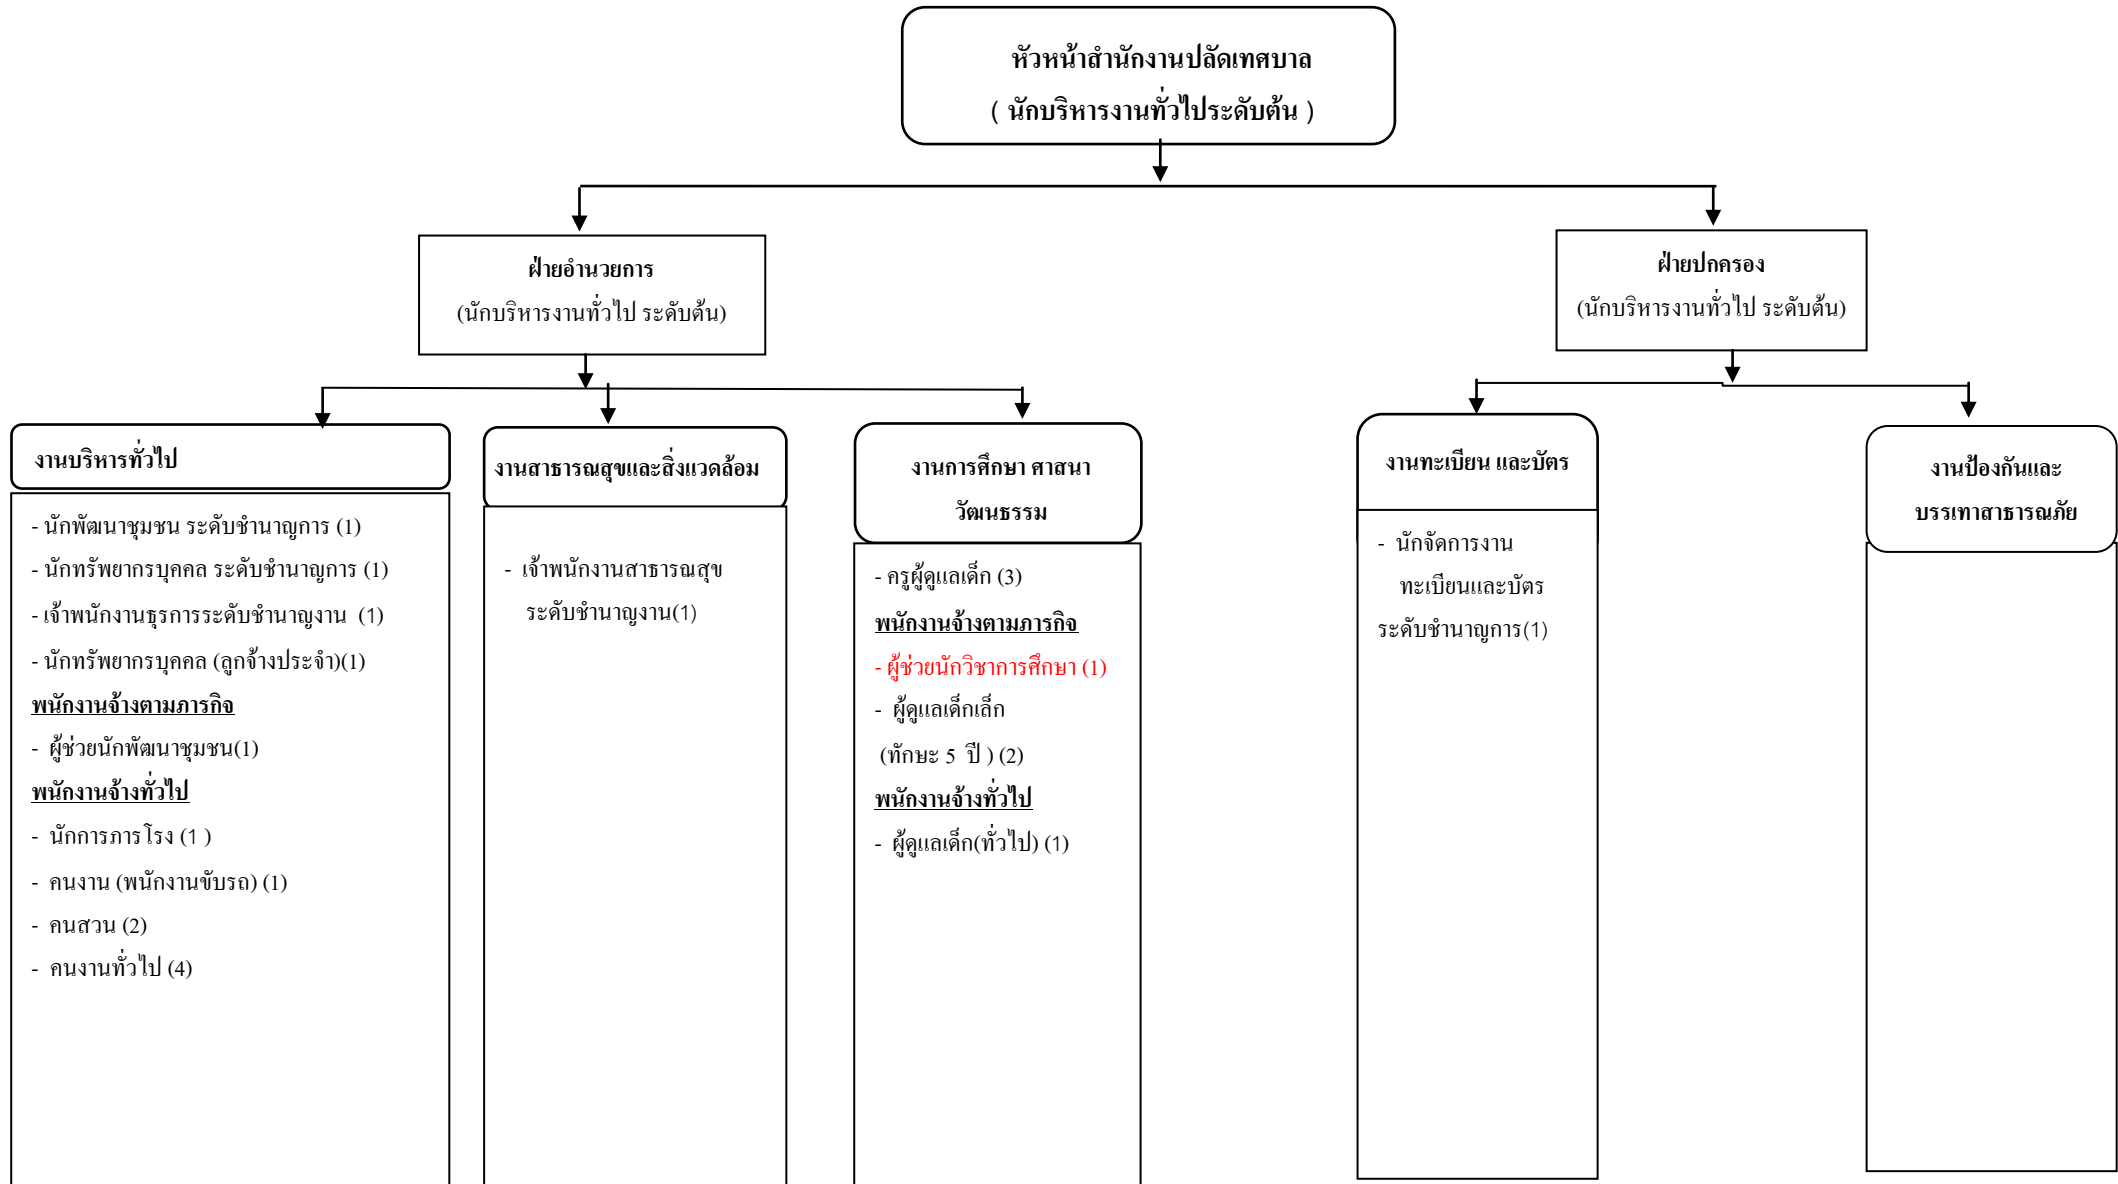 หัวหน้าสำนักงานปลัดเทศบาล
( นักบริหารงานทั่วไประดับต้น )
ฝ่ายอำนวยการ
(นักบริหารงานทั่วไป ระดับต้น)
ฝ่ายปกครอง
(นักบริหารงานทั่วไป ระดับต้น)
งานบริหารทั่วไป
- นักพัฒนาชุมชน ระดับชำนาญการ (1)
- นักทรัพยากรบุคคล ระดับชำนาญการ (1)
- เจ้าพนักงานธุรการระดับชำนาญงาน (1)
- นักทรัพยากรบุคคล (ลูกจ้างประจำ)(1)
พนักงานจ้างตามภารกิจ
- ผู้ช่วยนักพัฒนาชุมชน(1)
พนักงานจ้างทั่วไป
- นักการภารโรง (1 )
- คนงาน (พนักงานขับรถ) (1)
- คนสวน (2)
- คนงานทั่วไป (4)
งานสาธารณสุขและสิ่งแวดล้อม
- เจ้าพนักงานสาธารณสุข
ระดับชำนาญงาน(1)
งานการศึกษา ศาสนา
วัฒนธรรม
- ครูผู้ดูแลเด็ก (3)
พนักงานจ้างตามภารกิจ
- ผู้ช่วยนักวิชาการศึกษา (1)
- ผู้ดูแลเด็กเล็ก
(ทักษะ 5 ปี ) (2)
พนักงานจ้างทั่วไป
- ผู้ดูแลเด็ก(ทั่วไป) (1)
งานทะเบียน และบัตร
- นักจัดการงาน
ทะเบียนและบัตร
ระดับชำนาญการ(1)
งานป้องกันและ
บรรเทาสาธารณภัย